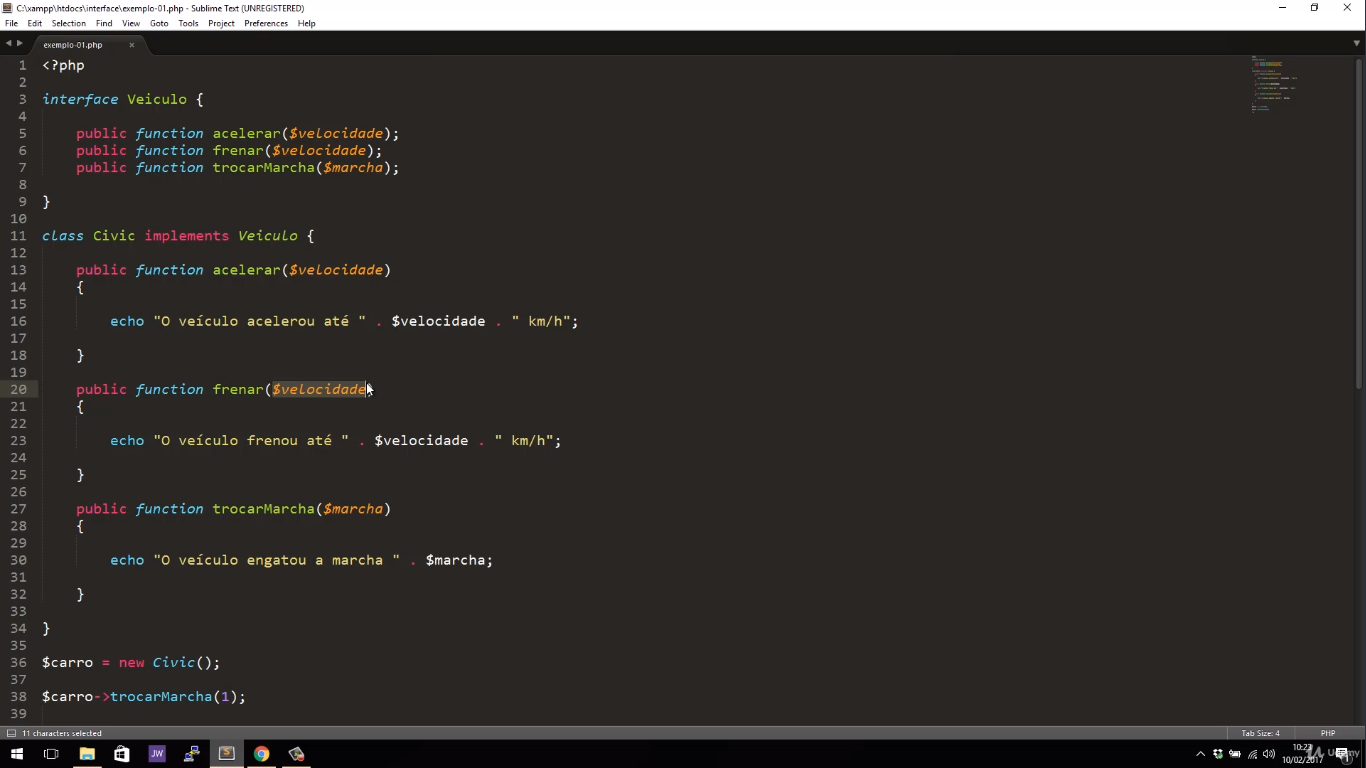 C:\xampp\htdocs\interface\exemplo-01.php - Sublime Text (UNREGISTERED)
File Edit Selection Find View Goto Tools Project Preferences Help
exemplo-01.php
1 <?php
2
3 interface Veiculo {
4
5 public function acelerar($velocidade);
6 public function frenar($velocidade);
7 public function trocarMarcha($marcha);
8
9 }
10
11 class Civic implements Veiculo {
12
13 public function acelerar($velocidade)
14 {
15
16 echo "O veículo acelerou até " . $velocidade . " km/h";
17
18 }
19
20 public function frenar($velocidade)
21 {
22
23 echo "O veículo frenou até " . $velocidade . " km/h";
24
25 }
26
27 public function trocarMarcha($marcha)
28 {
29
30 echo "O veículo engatou a marcha " . $marcha;
31
32 }
33
34 }
35
36 $carro = new Civic();
37
38 $carro->trocarMarcha(1);
39
11 characters selected
Tab Size: 4
PHP
JW
S
10:23
10/02/2017
Udemy